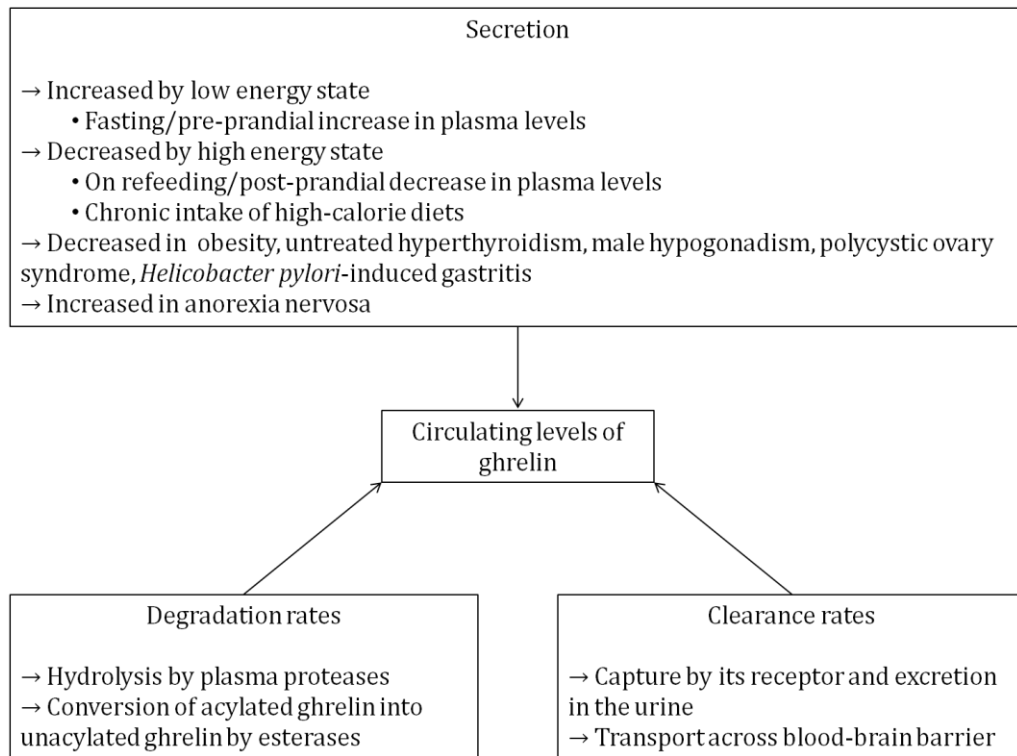 Secretion
→ Increased by low energy state
• Fasting/pre-prandial increase in plasma levels
→ Decreased by high energy state
• On refeeding/post-prandial decrease in plasma levels
• Chronic intake of high-calorie diets
→ Decreased in obesity, untreated hyperthyroidism, male hypogonadism, polycystic ovary
syndrome, Helicobacter pylori-induced gastritis
→ Increased in anorexia nervosa
Circulating levels of
ghrelin
Degradation rates
→ Hydrolysis by plasma proteases
→ Conversion of acylated ghrelin into
unacylated ghrelin by esterases
Clearance rates
→ Capture by its receptor and excretion
in the urine
→ Transport across blood-brain barrier